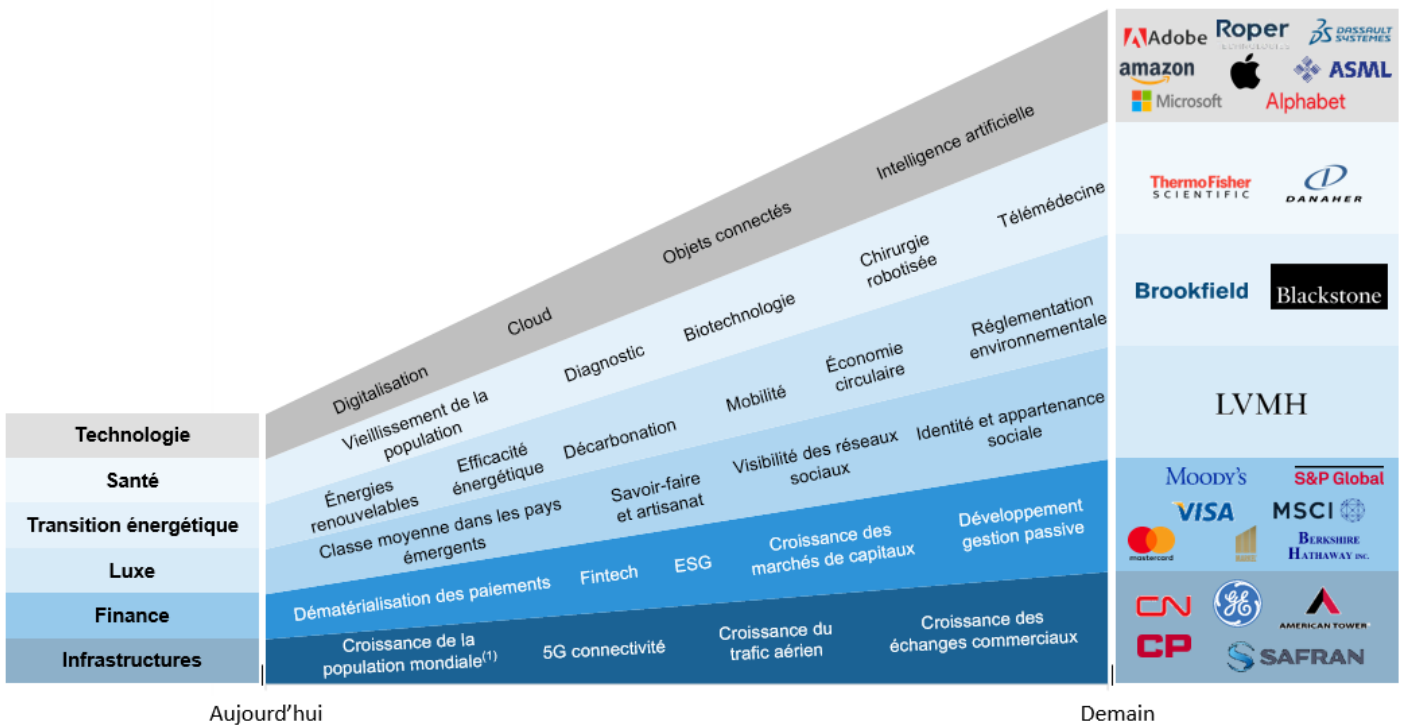 Technologie
Santé
Transition énergétique
Luxe
Finance
Infrastructures
Digitalisation
Cloud
Objets connectés
Intelligence artificielle
Vieillissement de la
population
Diagnostic
Biotechnologie
Chirurgie
robotisée
Télémédecine
Énergies
renouvelables
Efficacité
énergétique
Décarbonation
Mobilité
Économie
circulaire
Réglementation
environnementale
Classe moyenne dans les pays
émergents
Savoir-faire
et artisanat
Visibilité des réseaux
sociaux
Identité et appartenance
sociale
Dématérialisation des paiements
Fintech
ESG
Croissance des
marchés de capitaux
Développement
gestion passive
Croissance de la
population mondiale(1)
5G connectivité
Croissance du
trafic aérien
Croissance des
échanges commerciaux
Adobe
Roper
TECHNOLOGIES
DASSAULT
SYSTEMES
amazon
ASML
Microsoft
Alphabet
ThermoFisher
SCIENTIFIC
DANAHER
Brookfield
Blackstone
LVMH
MOODY'S
S&P Global
VISA
MSCI
mastercard
BERKSHIRE
HATHAWAY INC.
CN
GE
AMERICAN TOWER®
CP
SAFRAN
Aujourd'hui
Demain